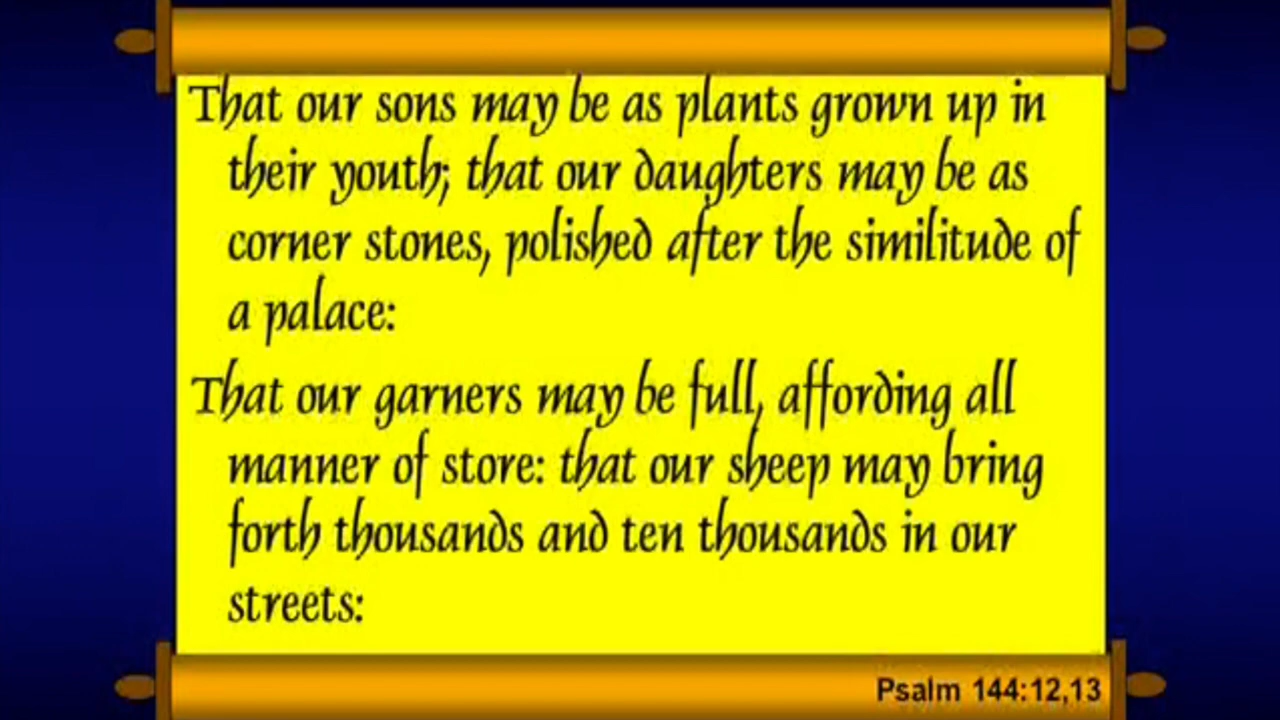 That our sons may be as plants grown up in
their youth; that our daughters may be as
corner stones, polished after the similitude of
a palace:
That our garners may be full, affording all
manner of store: that our sheep may bring
forth thousands and ten thousands in our
streets:
Psalm 144:12,13